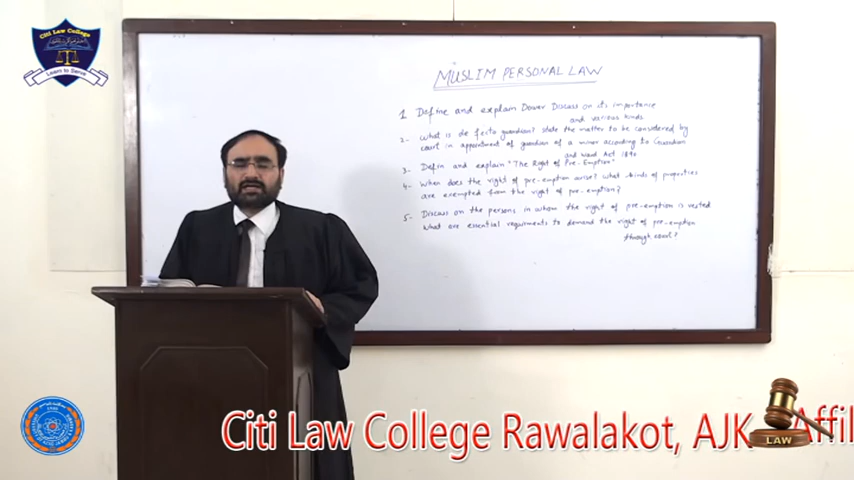 Citi Law College
Learn to Serve
MUSLIM PERSONAL LAW
1 Define and explain Dower Discuss on its importance
and various kinds
2- What is de fecto guardian? state the matter to be considered by
court in appointment of guardian of a minor according to Guardian
and Ward Act 1890
3- Defin and explain "The Right of Pre-Emption"
4- When does the right of pre-emption arise? what kinds of properties
are exempted from the right of pre-emption?
5- Discuss on the persons in whom the right of pre-emption is vested
What are essential requirments to demand the right of pre-emption
through court?
Citi Law College Rawalakot, AJK Affil
LAW